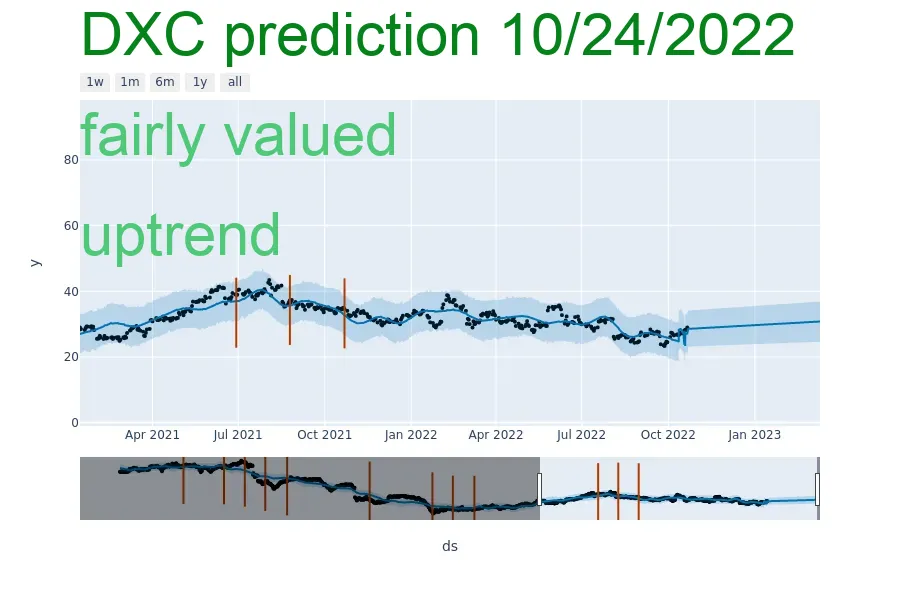 DXC prediction 10/24/2022
1w 1m 6m 1y all
fairly valued
80
60
uptrend
y
40
20
0
Apr 2021 Jul 2021 Oct 2021 Jan 2022 Apr 2022 Jul 2022 Oct 2022 Jan 2023
ds